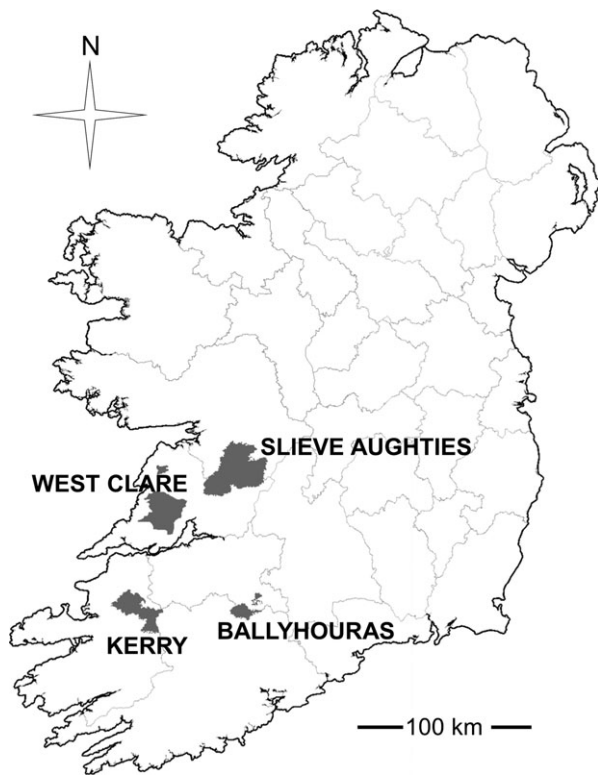 N
SLIEVE AUGHTIES
WEST CLARE
BALLYHOURAS
KERRY
100 km